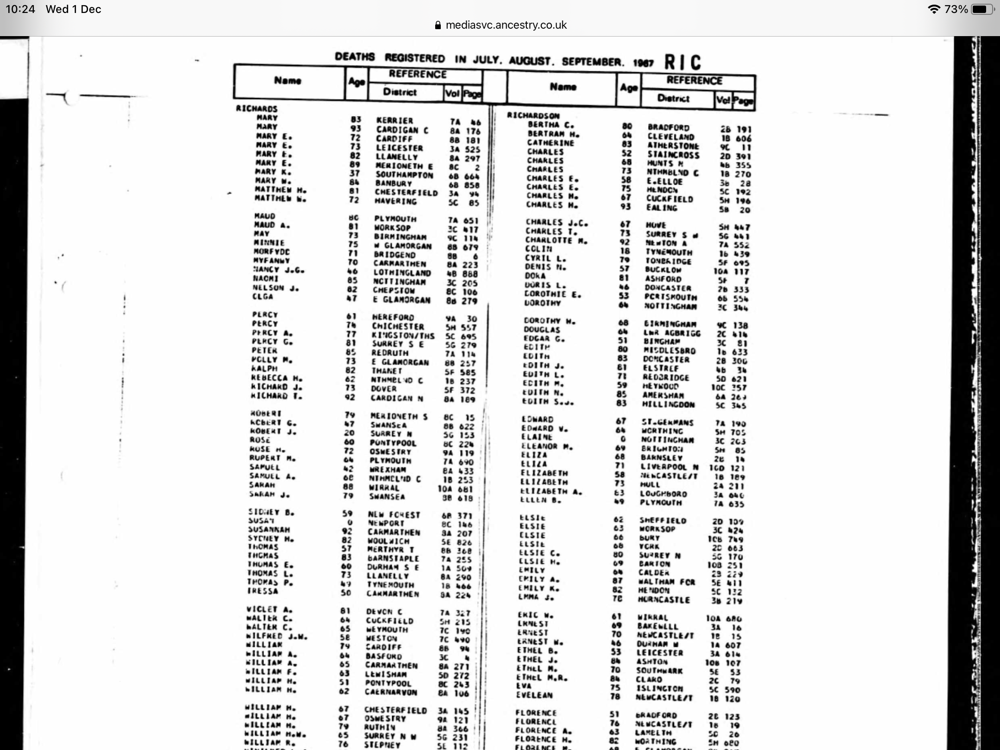 10:24 Wed 1 Dec 73%
mediasvc.ancestry.co.uk
DEATHS REGISTERED IN JULY. AUGUST. SEPTEMBER. 1967 RIC
Name Age REFERENCE District Vol Page
RICHARDS
MARY 83 KERRIER 7A 46
MARY 93 CARDIGAN C 8A 176
MARY E. 72 CARDIFF 8B 181
MARY E. 73 LEICESTER 3A 525
MARY E. 82 LLANELLY 8A 297
MARY E. 89 MERIONETH E 8C 2
MARY K. 37 SOUTHAMPTON 6B 664
MARY W. 84 BANBURY 6B 858
MATTHEW H. 81 CHESTERFIELD 3A 94
MATTHEW W. 72 HAVERING 5C 85
MAUD 80 PLYMOUTH 7A 651
MAUD A. 81 WORKSOP 3C 417
MAY 73 BIRMINGHAM 9C 114
MINNIE 75 W GLAMORGAN 8B 679
MORFYDD 71 BRIDGEND 8B 6
MYFANWY 70 CARMARTHEN 8A 223
NANCY J.G. 46 LOTHINGLAND 4B 888
NAOMI 85 NOTTINGHAM 3C 205
NELSON J. 82 CHEPSTOW 8C 106
OLGA 47 E GLAMORGAN 8B 279
PERCY 61 HEREFORD 9A 30
PERCY 74 CHICHESTER 5H 557
PERCY A. 77 KINGSTON/THS 5C 695
PERCY G. 81 SURREY S E 5G 279
PETER 85 REDRUTH 7A 114
POLLY M. 73 E GLAMORGAN 8B 257
RALPH 82 THANET 5F 585
REBECCA H. 62 NTHMBLND C 1B 237
RICHARD J. 73 DOVER 5F 372
RICHARD T. 92 CARDIGAN N 8A 189
ROBERT 79 MERIONETH S 8C 15
ROBERT G. 47 SWANSEA 8B 622
ROBERT J. 20 SURREY N 5G 153
ROSE 60 PONTYPOOL 8C 224
ROSE H. 72 OSWESTRY 9A 119
RUPERT M. 64 PLYMOUTH 7A 690
SAMUEL 42 WREXHAM 8A 433
SAMUEL A. NTHMBLND C 1B 253
SARAH 88 WIRRAL 10A 681
SARAH J. 79 SWANSEA 8B 618
SIDNEY B. 59 NEW FOREST 6B 371
SUSAN 0 NEWPORT 8C 146
SUSANNAH 92 CARMARTHEN 8A 207
SYDNEY H. 82 WOOLWICH 5E 826
THOMAS 57 MERTHYR T 8B 368
THOMAS 83 BARNSTAPLE 7A 255
THOMAS E. 60 DURHAM S E 1A 509
THOMAS L. 73 LLANELLY 8A 290
THOMAS P. 49 TYNEMOUTH 1B 466
TRESSA 50 CARMARTHEN 8A 224
VIOLET A. 81 DEVON C 7A 327
WALTER C. 64 CUCKFIELD 5H 215
WALTER C. 65 WEYMOUTH 7C 190
WILFRED J.W. 58 WESTON 7C 490
WILLIAM 79 CARDIFF 8B 94
WILLIAM A. 64 BASFORD 3C 4
WILLIAM A. 65 CARMARTHEN 8A 271
WILLIAM F. 63 LEWISHAM 5D 272
WILLIAM H. 51 PONTYPOOL 8C 243
WILLIAM H. 62 CAERNARVON 8A 106
WILLIAM H. 67 CHESTERFIELD 3A 145
WILLIAM H. 67 OSWESTRY 9A 121
WILLIAM H. 79 RUTHIN 8A 366
WILLIAM H.W. 65 SURREY N W 5G 231
WILLIAM R. 76 STEPNEY 5E 112
Name Age REFERENCE District Vol Page
RICHARDSON
BERTHA C. 80 BRADFORD 2B 191
BERTRAM H. 64 CLEVELAND 1B 606
CATHERINE 83 ATHERSTONE 9C 11
CHARLES 52 STAINCROSS 2D 391
CHARLES 68 HUNTS N 4B 355
CHARLES 73 NTHMBLND C 1B 270
CHARLES E. 58 E.ELLOE 3B 28
CHARLES E. 75 HENDON 5C 192
CHARLES H. 67 CUCKFIELD 5H 196
CHARLES H. 93 EALING 5B 20
CHARLES J.C. 67 HOVE 5H 447
CHARLES T. 73 SURREY S W 5G 441
CHARLOTTE M. 92 NEWTON A 7A 552
COLIN 18 TYNEMOUTH 1B 439
CYRIL L. 79 TONBRIDGE 5F 695
DENIS N. 57 BUCKLOW 10A 117
DORA 81 ASHFORD 5F 7
DORIS L. 46 DONCASTER 2B 333
DOROTHIE E. 53 PORTSMOUTH 6B 554
DOROTHY 64 NOTTINGHAM 3C 344
DOROTHY W. 68 BIRMINGHAM 9C 138
DOUGLAS 64 LWR AGBRIGG 2C 414
EDGAR G. 51 BINGHAM 3C 81
EDITH 80 MIDDLESBRO 1B 633
EDITH 83 DONCASTER 2B 300
EDITH J. 81 ELSTREE 4B 34
EDITH L. 71 REDBRIDGE 5D 621
EDITH M. 59 HEYWOOD 10C 357
EDITH N. 85 AMERSHAM 6A
EDITH S.J. 83 HILLINGDON 5C 345
EDWARD 67 ST.GERMANS 7A 190
EDWARD V. 64 WORTHING 5H 705
ELAINE 0 NOTTINGHAM 3C 263
ELEANOR M. 69 BRIGHTON 5H 85
ELIZA 68 BARNSLEY 2B 14
ELIZA 71 LIVERPOOL N 10D 121
ELIZABETH 58 NEWCASTLE/T 1B 189
ELIZABETH 73 HULL 2A 211
ELIZABETH A. 83 LOUGHBORO 3A 640
ELLEN B. 49 PLYMOUTH 7A 635
ELSIE 62 SHEFFIELD 2D 109
ELSIE 63 WORKSOP 3C 424
ELSIE 66 BURY 10B 749
ELSIE 68 YORK 2D 663
ELSIE C. 80 SURREY N 5G 170
ELSIE H. 69 BARTON 10B 251
EMILY 64 CALDER 2B 229
EMILY A. 87 WALTHAM FOR 5E 411
EMILY K. 82 HENDON 5C 132
EMMA J. 70 HORNCASTLE 3B 219
ERIC W. 61 WIRRAL 10A 680
ERNEST 69 BAKEWELL 3A 16
ERNEST 70 NEWCASTLE/T 1B 15
ERNEST W. 46 DURHAM W 1A 607
ETHEL B. 53 LEICESTER 3A 614
ETHEL J. 84 ASHTON 10B 107
ETHEL M. 70 SOUTHWARK 5E 53
ETHEL M.R. 84 CLARO 2C 79
EVA 75 ISLINGTON 5C 590
EVELEAN 78 NEWCASTLE/T 1B 120
FLORENCE 51 BRADFORD 2B 123
FLORENCE 76 NEWCASTLE/T 1B 19
FLORENCE A. 63 LAMBETH 5D 26
FLORENCE H. 82 WORTHING 5H 680